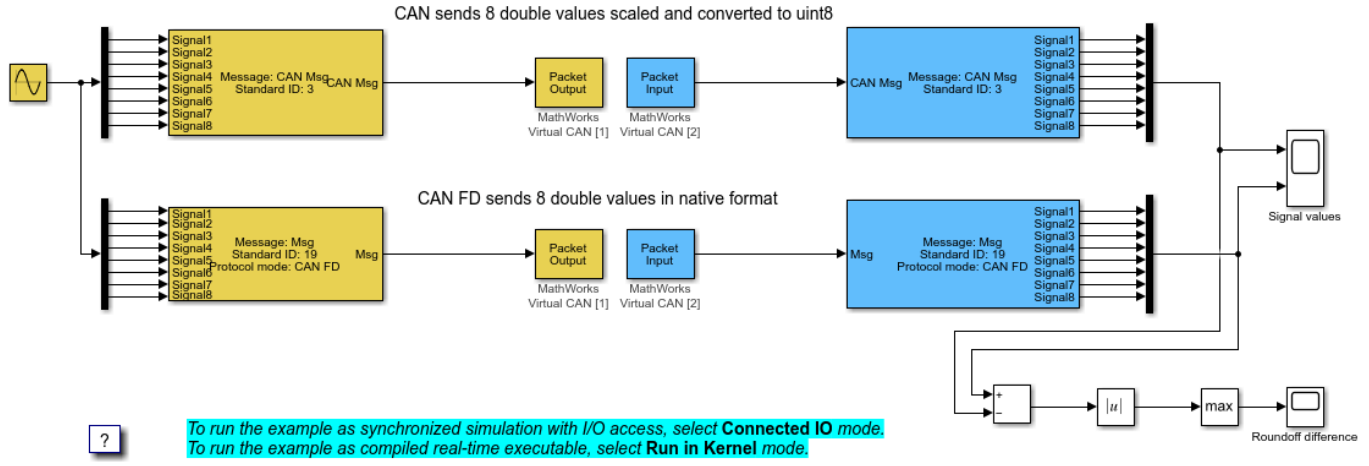 CAN sends 8 double values scaled and converted to uint8
Signal1
Signal2
Signal3
Signal4
Signal5
Signal6
Signal7
Signal8
Message: CAN Msg
Standard ID: 3
CAN Msg
Packet
Output
MathWorks
Virtual CAN [1]
Packet
Input
MathWorks
Virtual CAN [2]
CAN Msg
Message: CAN Msg
Standard ID: 3
Signal1
Signal2
Signal3
Signal4
Signal5
Signal6
Signal7
Signal8
Signal values
CAN FD sends 8 double values in native format
Signal1
Signal2
Signal3
Signal4
Signal5
Signal6
Signal7
Signal8
Message: Msg
Standard ID: 19
Protocol mode: CAN FD
Msg
Packet
Output
MathWorks
Virtual CAN [1]
Packet
Input
MathWorks
Virtual CAN [2]
Msg
Message: Msg
Standard ID: 19
Protocol mode: CAN FD
Signal1
Signal2
Signal3
Signal4
Signal5
Signal6
Signal7
Signal8
+
−
|u|
max
Roundoff difference
?
To run the example as synchronized simulation with I/O access, select Connected IO mode.
To run the example as compiled real-time executable, select Run in Kernel mode.